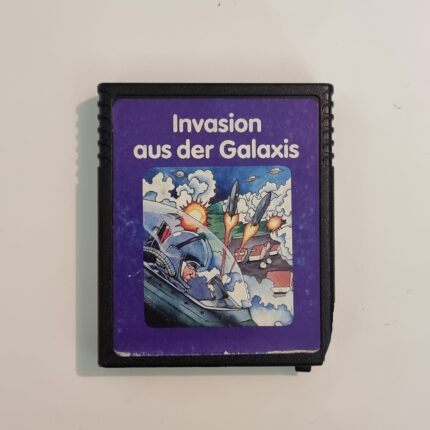 Invasion
aus der Galaxis